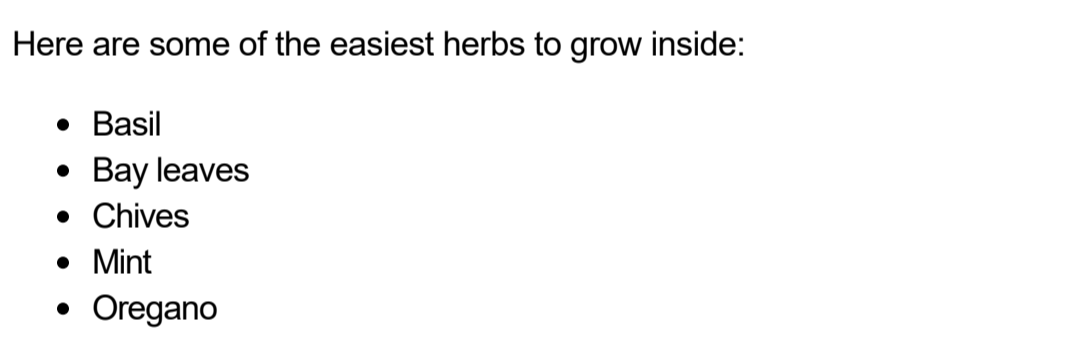 Here are some of the easiest herbs to grow inside:
• Basil
• Bay leaves
• Chives
• Mint
• Oregano